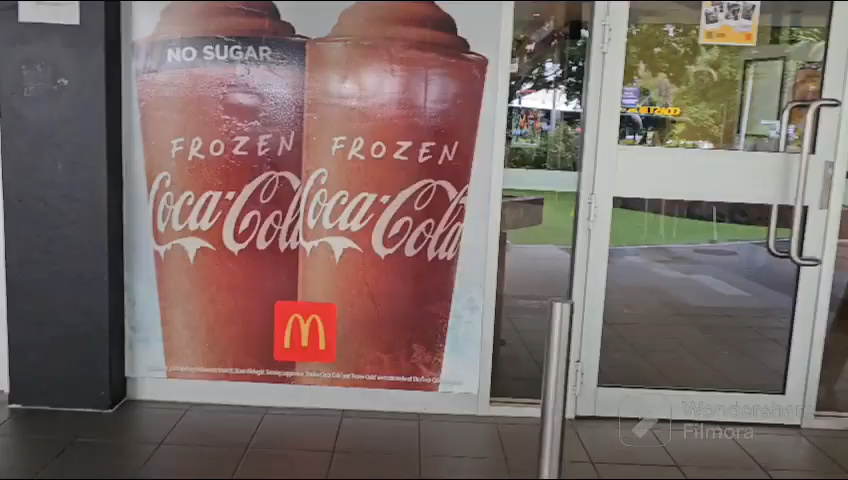 NO SUGAR
FROZEN
Coca-Cola
FROZEN
Coca-Cola
M
Wondershare
Filmora